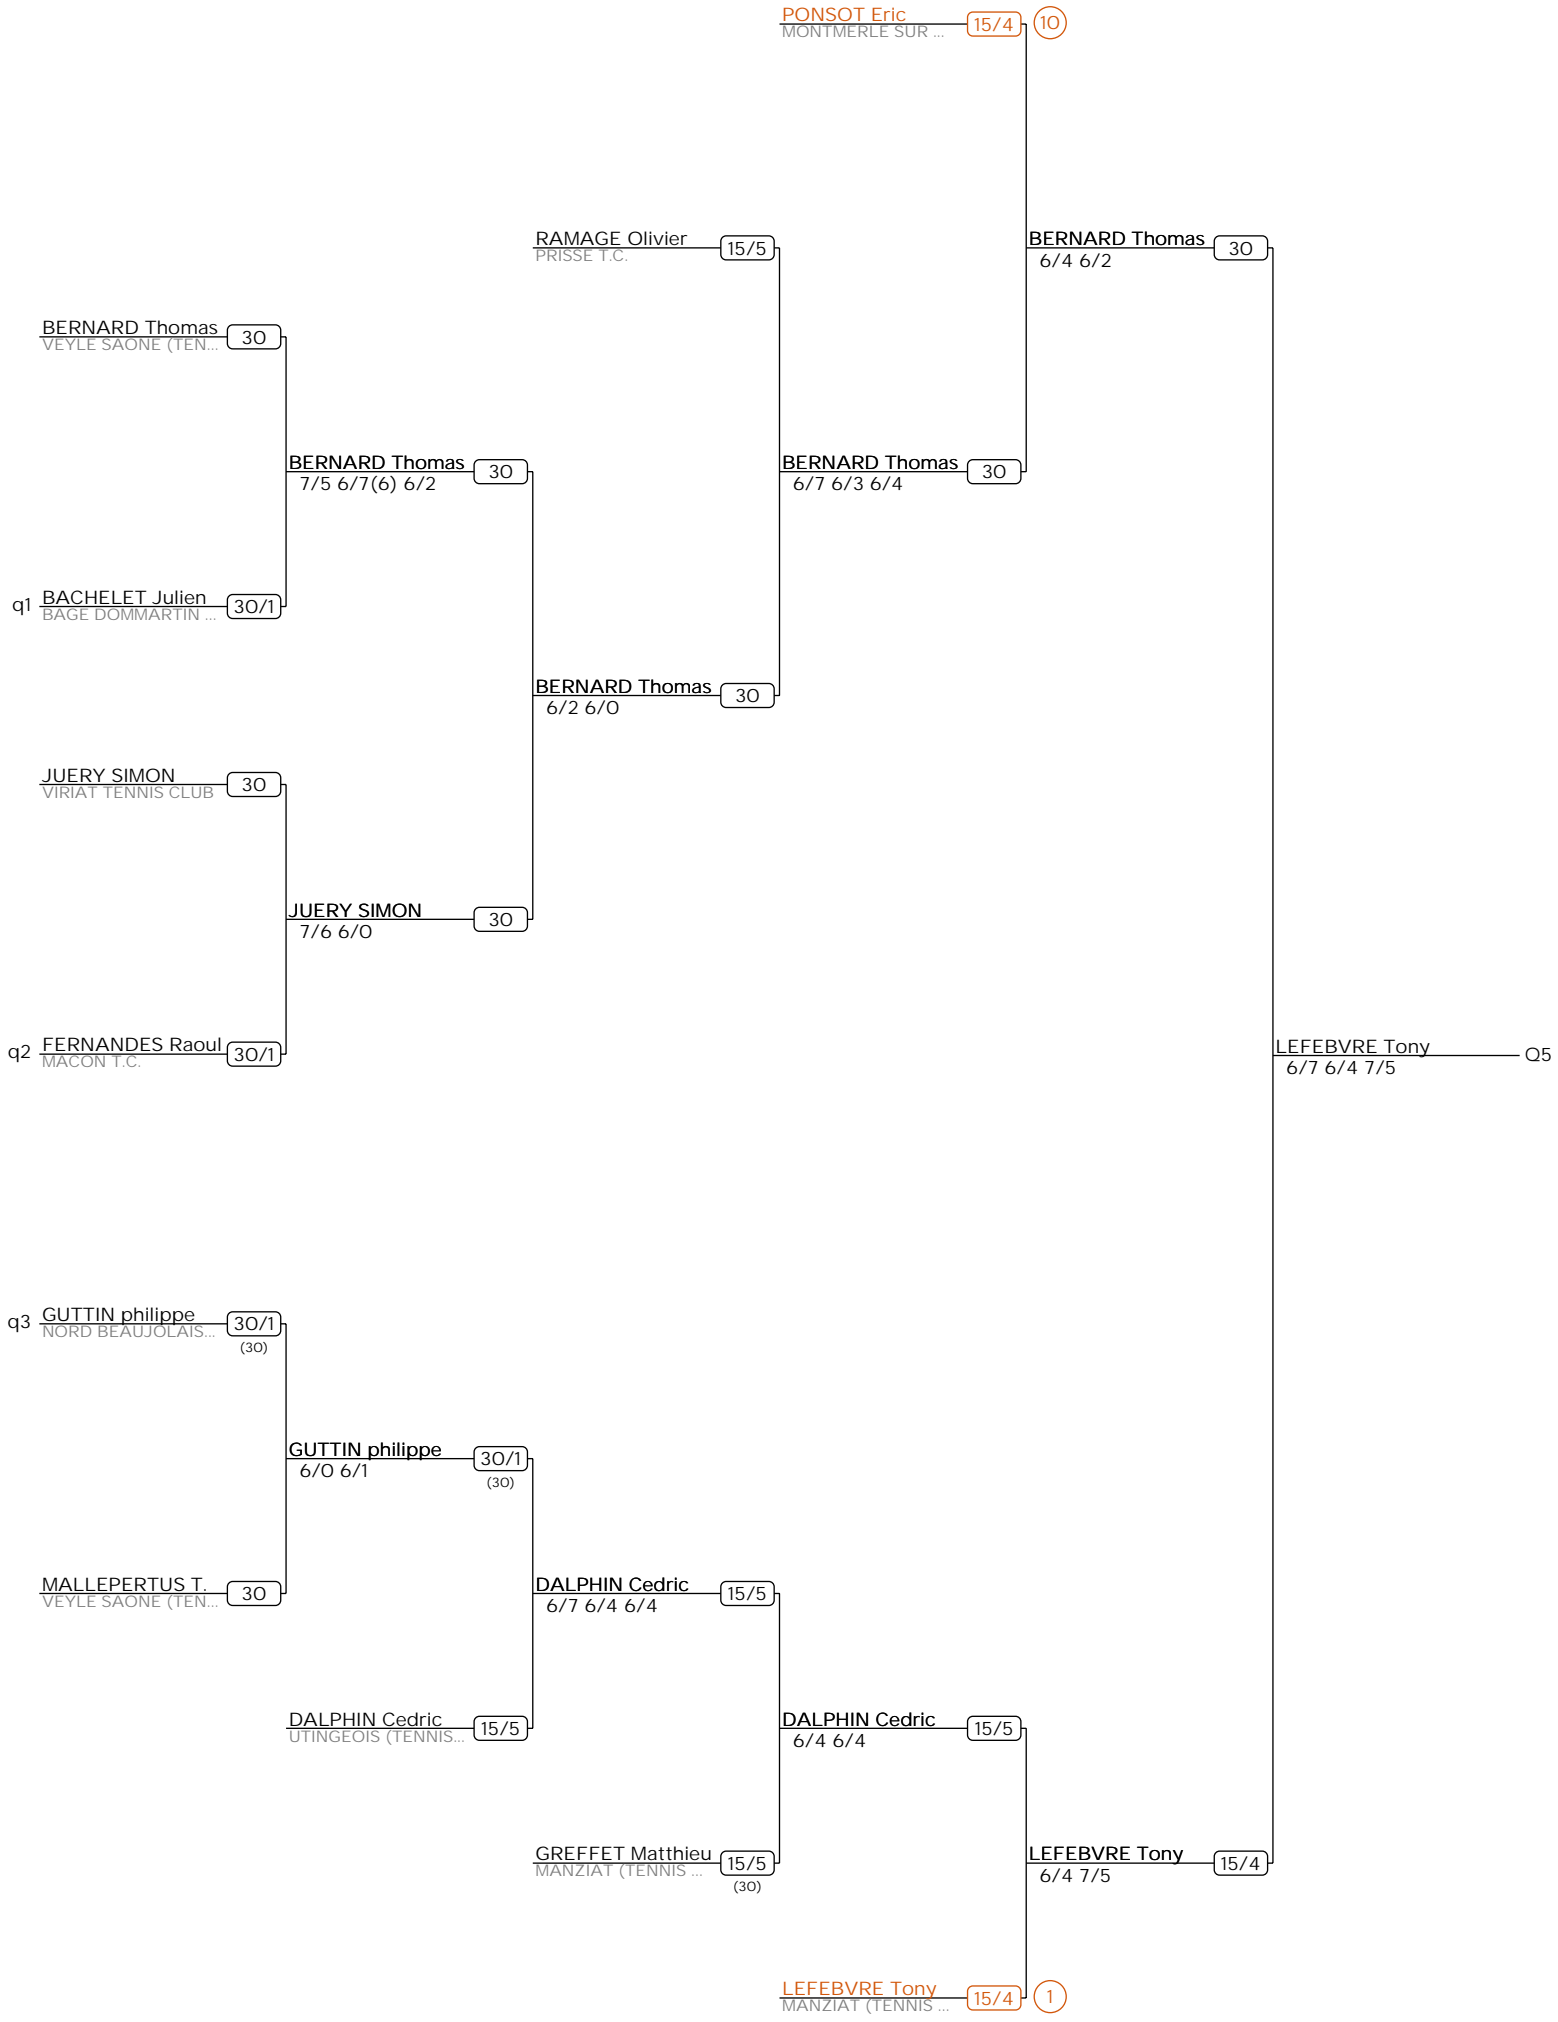 PONSOT Eric 15/4 10
MONTMERLE SUR ...
RAMAGE Olivier 15/5
PRISSE T.C.
BERNARD Thomas 30
6/4 6/2
BERNARD Thomas 30
VEYLE SAONE (TEN...
BERNARD Thomas 30
7/5 6/7(6) 6/2
BERNARD Thomas 30
6/7 6/3 6/4
q1 BACHELET Julien 30/1
BAGE DOMMARTIN ...
BERNARD Thomas 30
6/2 6/0
JUERY SIMON 30
VIRIAT TENNIS CLUB
JUERY SIMON 30
7/6 6/0
q2 FERNANDES Raoul 30/1
MACON T.C.
LEFEBVRE Tony Q5
6/7 6/4 7/5
q3 GUTTIN philippe 30/1
NORD BEAUJOLAIS...
(30)
GUTTIN philippe 30/1
6/0 6/1
(30)
MALLEPERTUS T. 30
VEYLE SAONE (TEN...
DALPHIN Cedric 15/5
6/7 6/4 6/4
DALPHIN Cedric 15/5
UTINGEOIS (TENNIS...
DALPHIN Cedric 15/5
6/4 6/4
GREFFET Matthieu 15/5
MANZIAT (TENNIS ...
(30)
LEFEBVRE Tony 15/4
6/4 7/5
LEFEBVRE Tony 15/4 1
MANZIAT (TENNIS ...